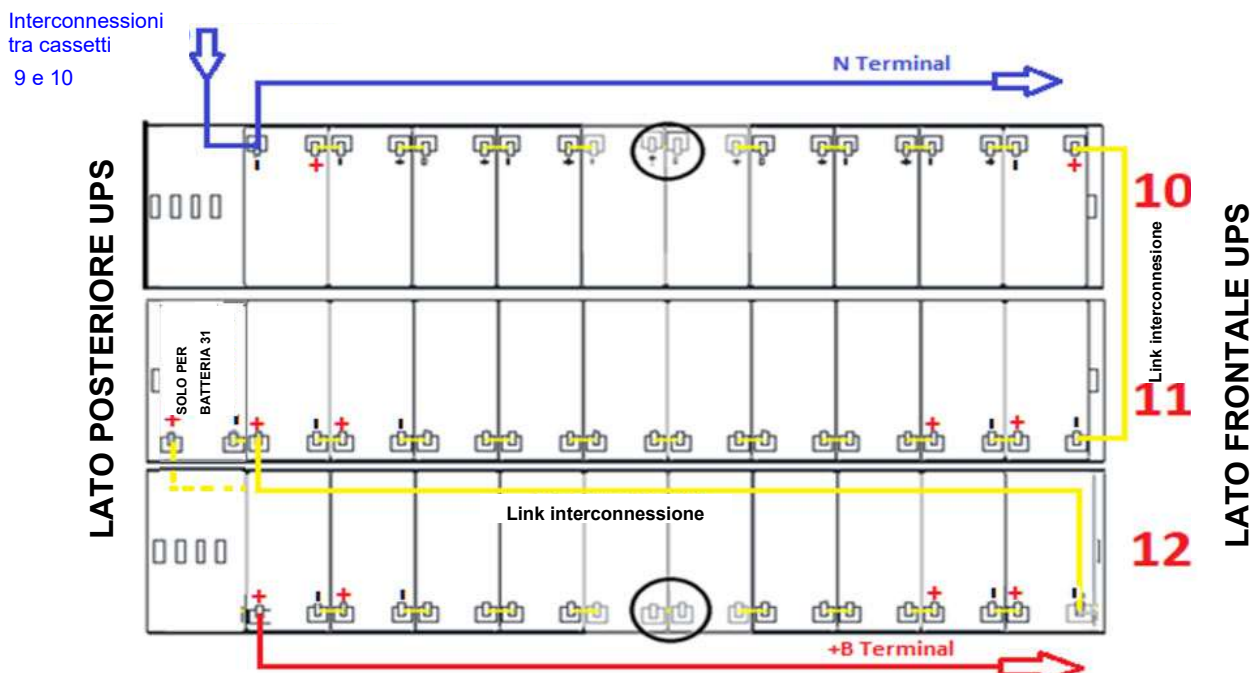 Interconnessioni
tra cassetti
9 e 10
N Terminal
LATO POSTERIORE UPS
10
Link interconnesione
LATO FRONTALE UPS
SOLO PER
BATTERIA 31
11
Link interconnessione
12
+B Terminal